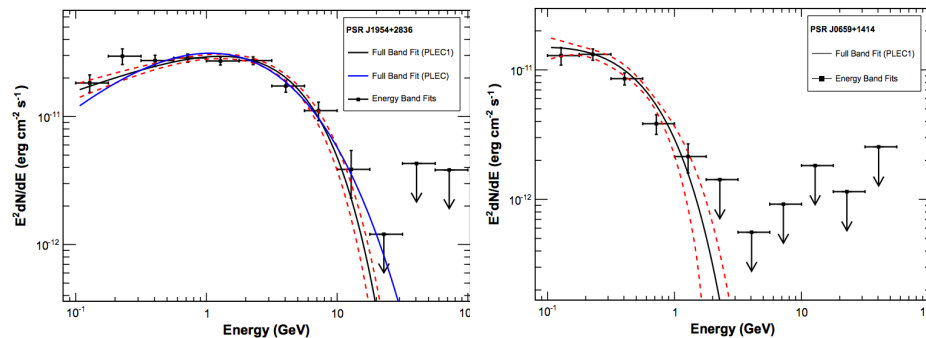 PSR J1954+2836
Full Band Fit (PLEC1)
Full Band Fit (PLEC)
Energy Band Fits
E²dN/dE (erg cm⁻² s⁻¹)
10⁻¹¹
10⁻¹²
10⁻¹
1
10
10²
Energy (GeV)
PSR J0659+1414
Full Band Fit (PLEC1)
Energy Band Fits
E²dN/dE (erg cm⁻² s⁻¹)
10⁻¹¹
10⁻¹²
10⁻¹
1
10
1
Energy (GeV)